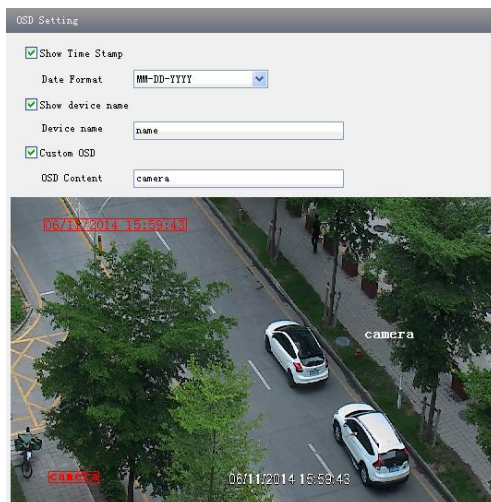 OSD Setting
Show Time Stamp
Date Format MM-DD-YYYY
Show device name
Device name name
Custom OSD
OSD Content camera
06/11/2014 15:59:43
camera
camera
06/11/2014 15:59:43